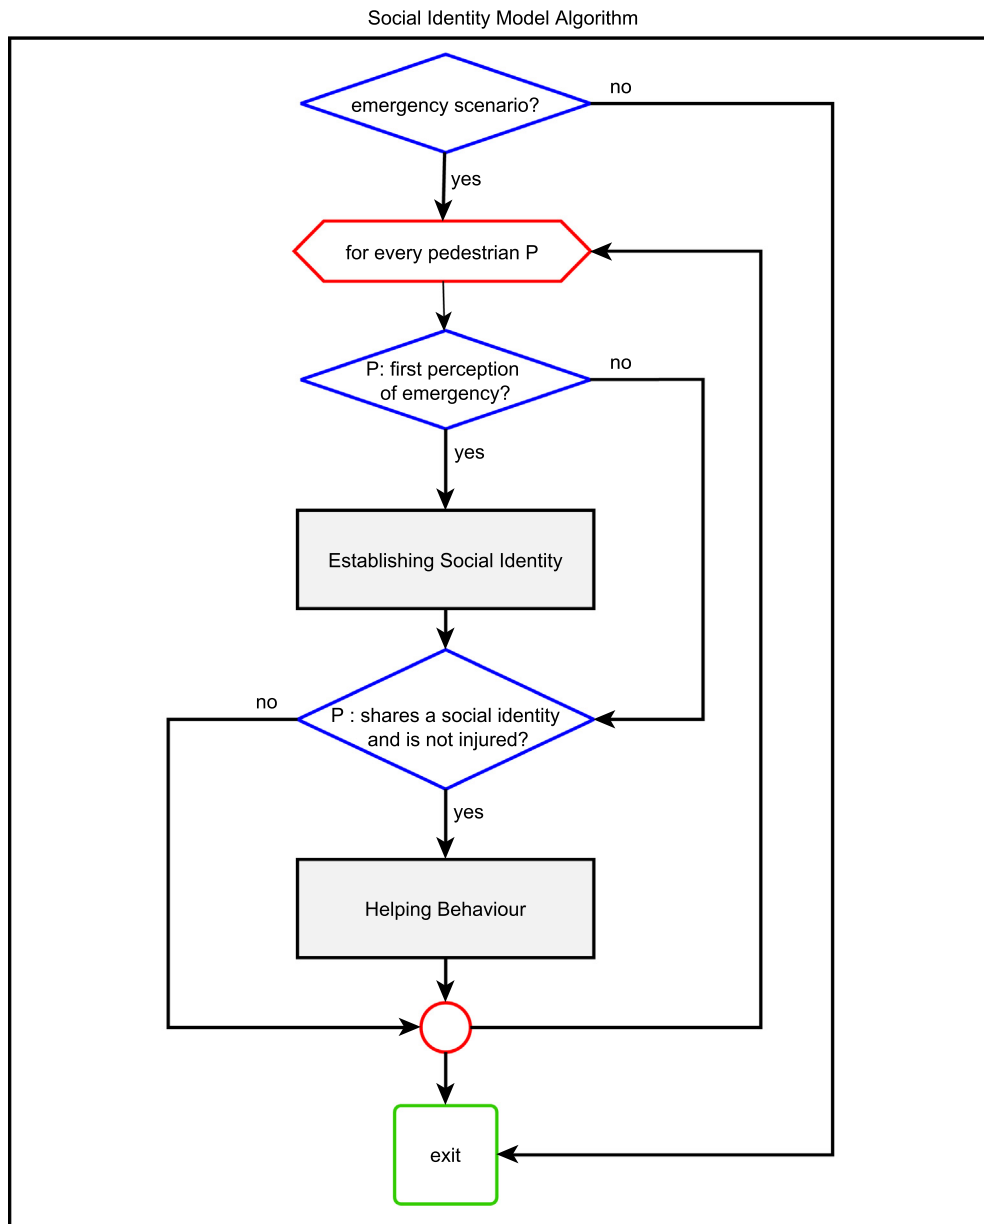 Social Identity Model Algorithm
emergency scenario?
no
yes
for every pedestrian P
P: first perception
of emergency?
no
yes
Establishing Social Identity
no
P : shares a social identity
and is not injured?
yes
Helping Behaviour
exit